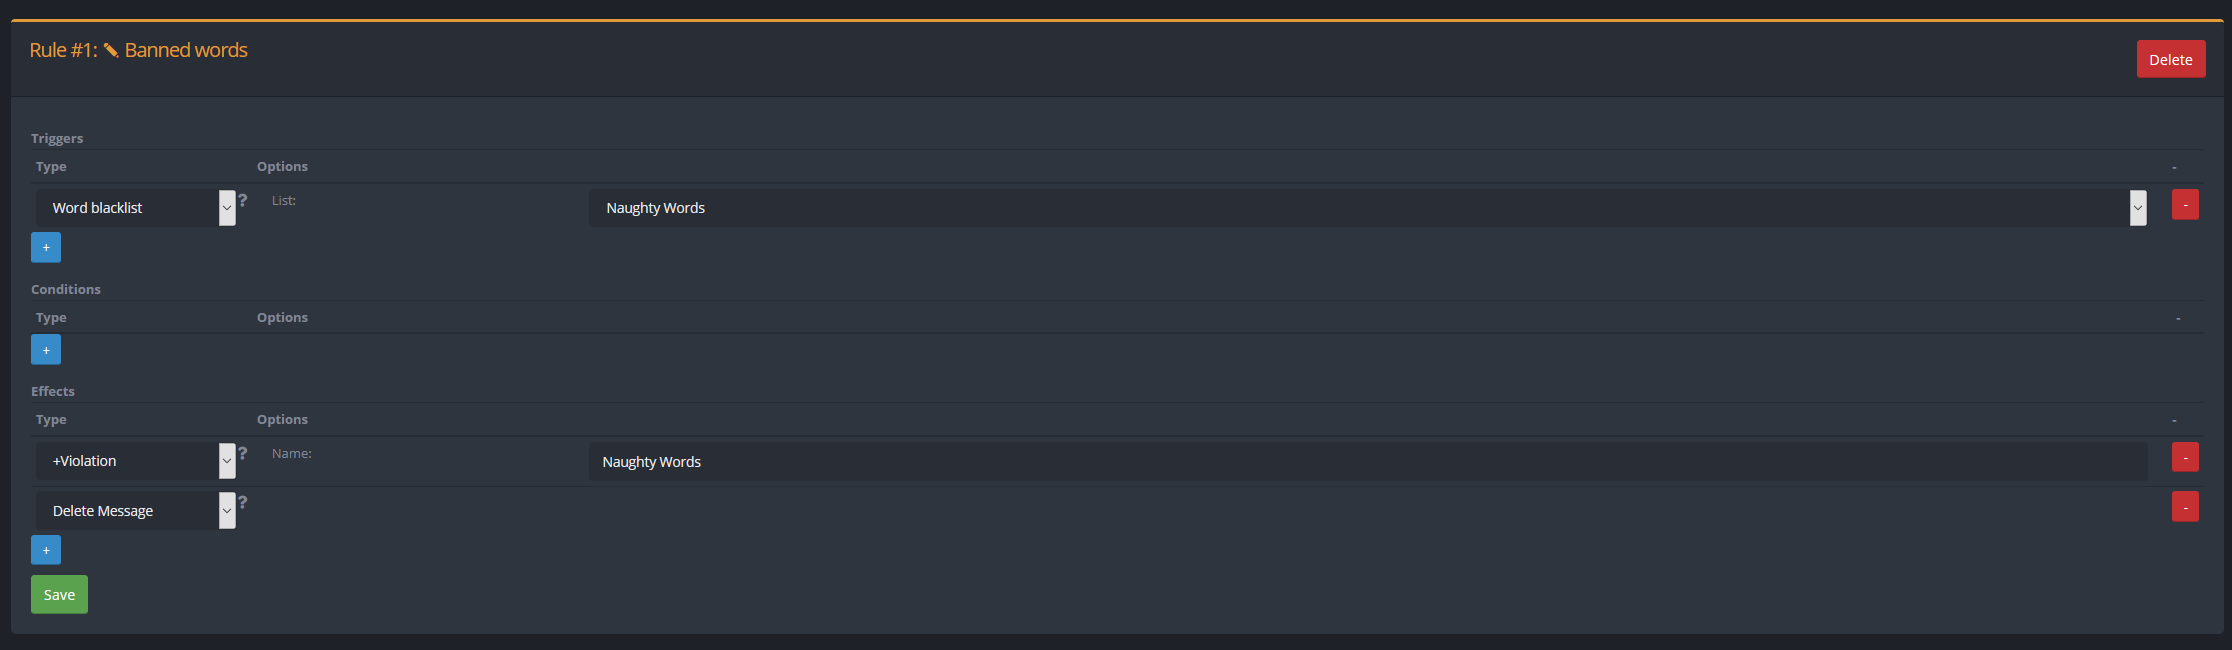 Rule #1: Banned words
Delete
Triggers
Type Options -
Word blacklist ? List: Naughty Words -
+
Conditions
Type Options -
+
Effects
Type Options -
+Violation ? Name: Naughty Words -
Delete Message ? -
+
Save